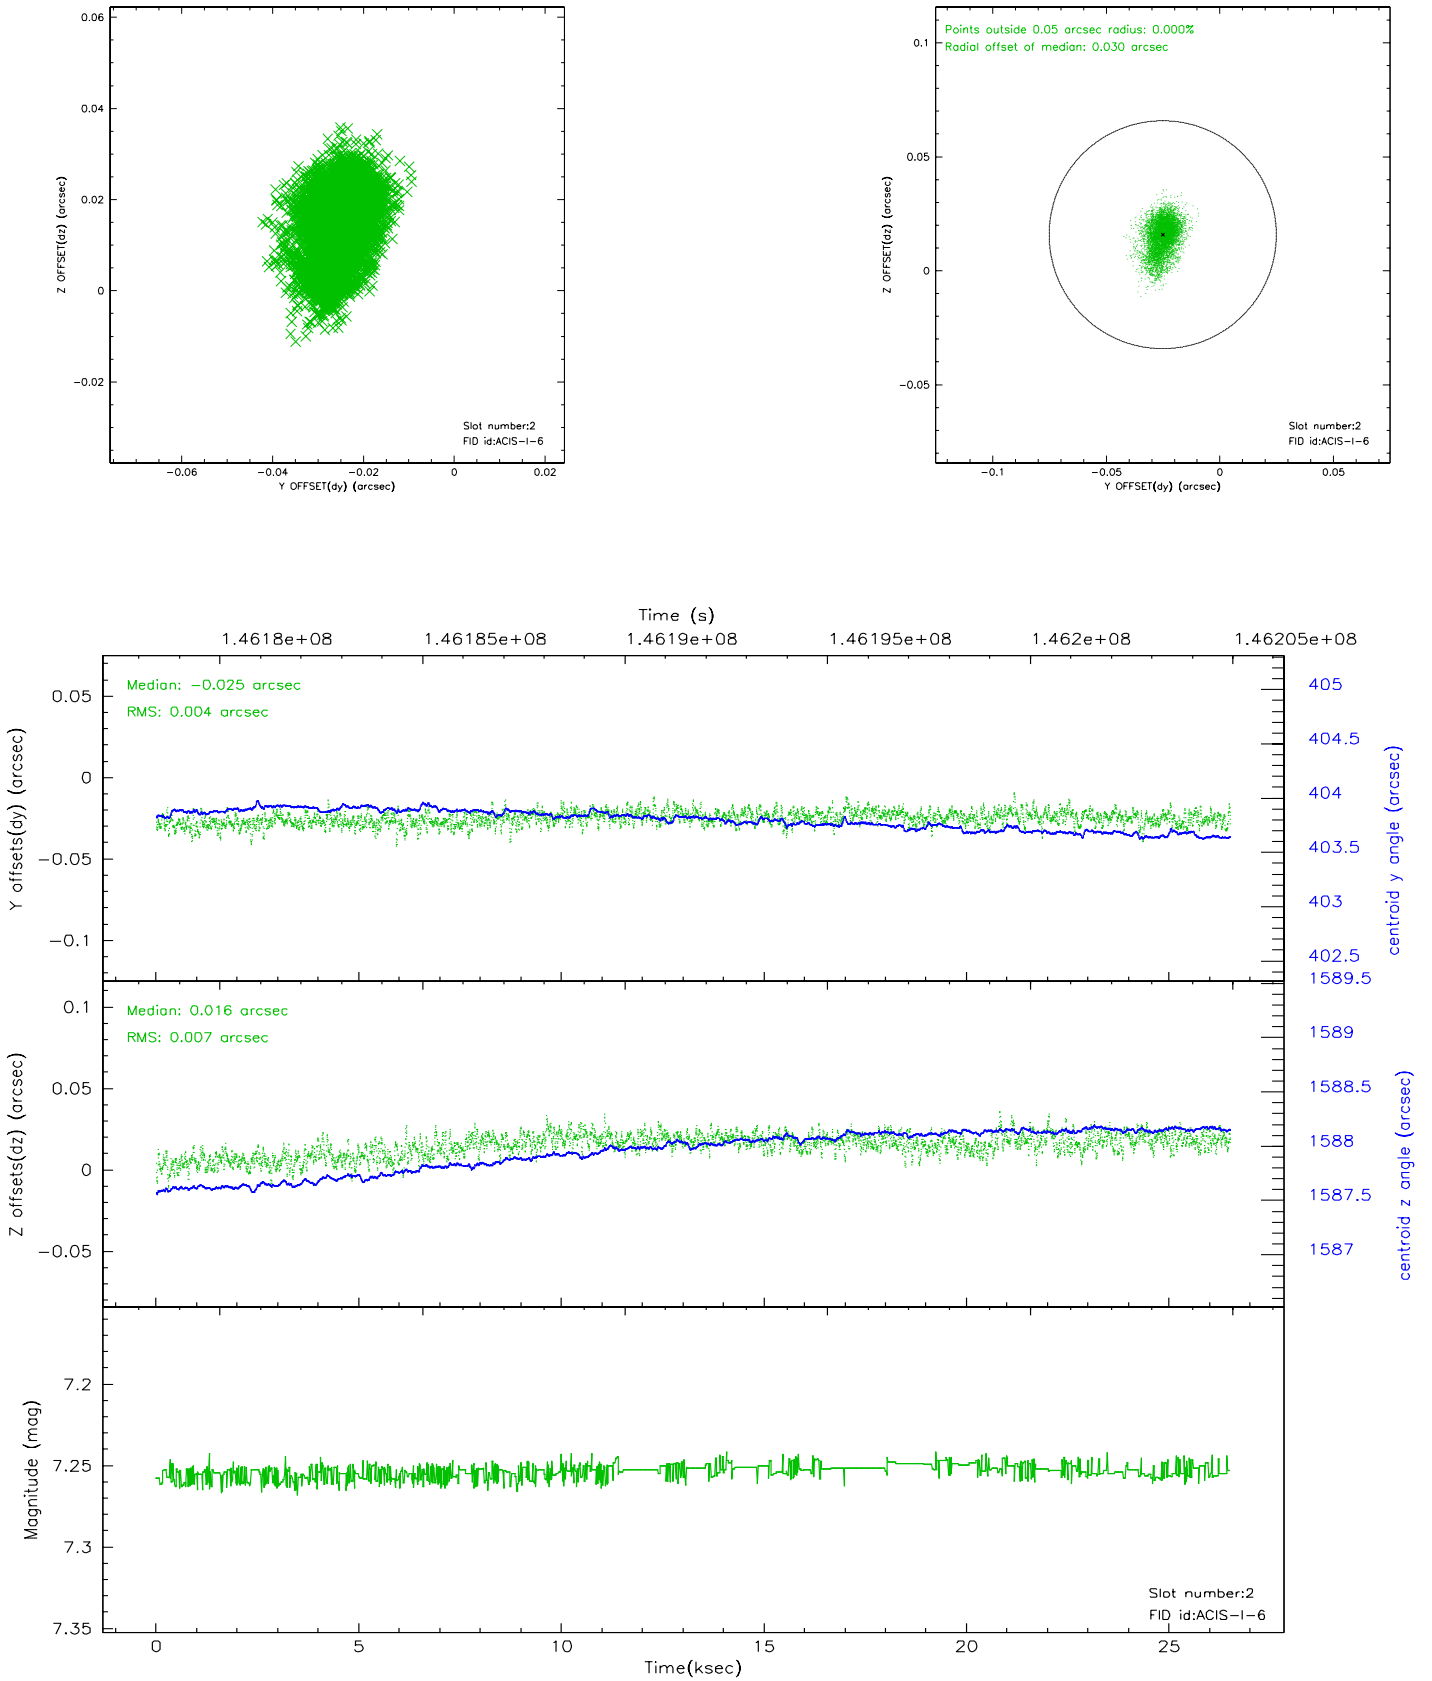 0.06
0.04
0.02
0
-0.02
Z OFFSET(dz) (arcsec)
Slot number:2
FID id:ACIS-I-6
-0.06 -0.04 -0.02 0 0.02
Y OFFSET(dy) (arcsec)
Points outside 0.05 arcsec radius: 0.000%
Radial offset of median: 0.030 arcsec
0.1
0.05
0
-0.05
Z OFFSET(dz) (arcsec)
Slot number:2
FID id:ACIS-I-6
-0.1 -0.05 0 0.05
Y OFFSET(dy) (arcsec)
Time (s)
1.4618e+08 1.46185e+08 1.4619e+08 1.46195e+08 1.462e+08 1.46205e+08
Median: -0.025 arcsec
RMS: 0.004 arcsec
0.05
0
-0.05
-0.1
Y offsets(dy) (arcsec)
405
404.5
404
403.5
403
402.5
centroid y angle (arcsec)
Median: 0.016 arcsec
RMS: 0.007 arcsec
0.1
0.05
0
-0.05
Z offsets(dz) (arcsec)
1589.5
1589
1588.5
1588
1587.5
1587
centroid z angle (arcsec)
7.2
7.25
7.3
7.35
Magnitude (mag)
Slot number:2
FID id:ACIS-I-6
0 5 10 15 20 25
Time(ksec)